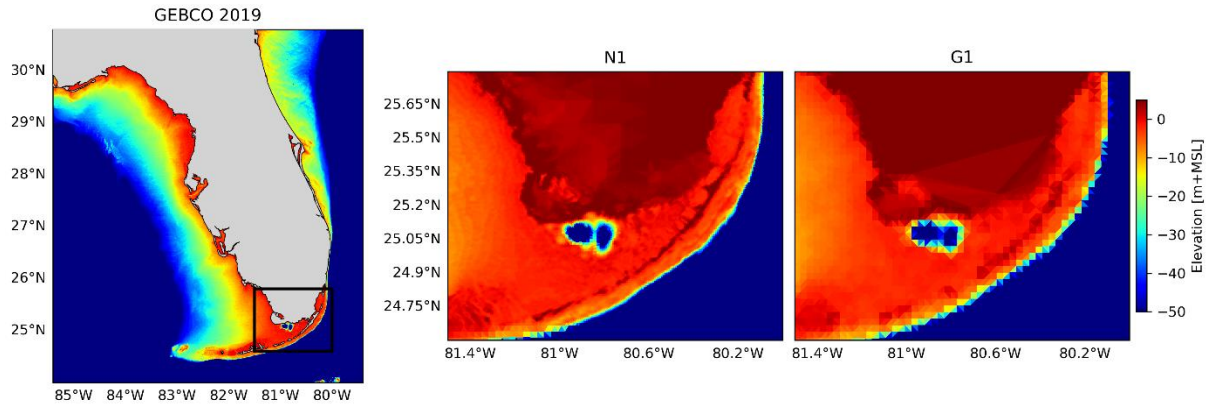 GEBCO 2019
30°N
29°N
28°N
27°N
26°N
25°N
85°W 84°W 83°W 82°W 81°W 80°W
N1
25.65°N
25.5°N
25.35°N
25.2°N
25.05°N
24.9°N
24.75°N
81.4°W 81°W 80.6°W 80.2°W
G1
81.4°W 81°W 80.6°W 80.2°W
0
−10
−20
−30
−40
−50
Elevation [m+MSL]